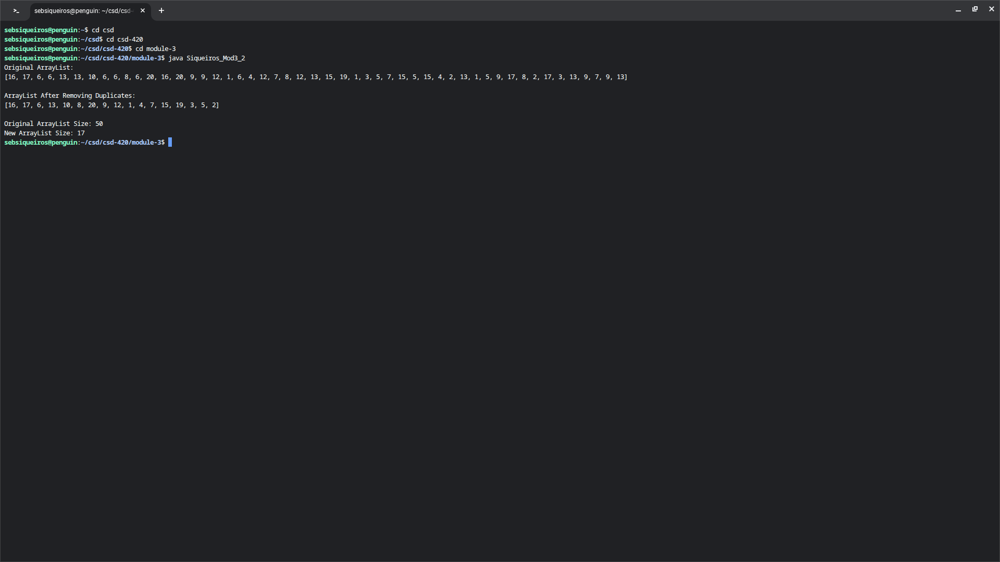 sebsiqueiros@penguin: ~/csd/csd-
sebsiqueiros@penguin:~$ cd csd
sebsiqueiros@penguin:~/csd$ cd csd-420
sebsiqueiros@penguin:~/csd/csd-420$ cd module-3
sebsiqueiros@penguin:~/csd/csd-420/module-3$ java Siqueiros_Mod3_2
Original ArrayList:
[16, 17, 6, 6, 13, 13, 10, 6, 6, 8, 6, 20, 16, 20, 9, 9, 12, 1, 6, 4, 12, 7, 8, 12, 13, 15, 19, 1, 3, 5, 7, 15, 5, 15, 4, 2, 13, 1, 5, 9, 17, 8, 2, 17, 3, 13, 9, 7, 9, 13]
ArrayList After Removing Duplicates:
[16, 17, 6, 13, 10, 8, 20, 9, 12, 1, 4, 7, 15, 19, 3, 5, 2]
Original ArrayList Size: 50
New ArrayList Size: 17
sebsiqueiros@penguin:~/csd/csd-420/module-3$